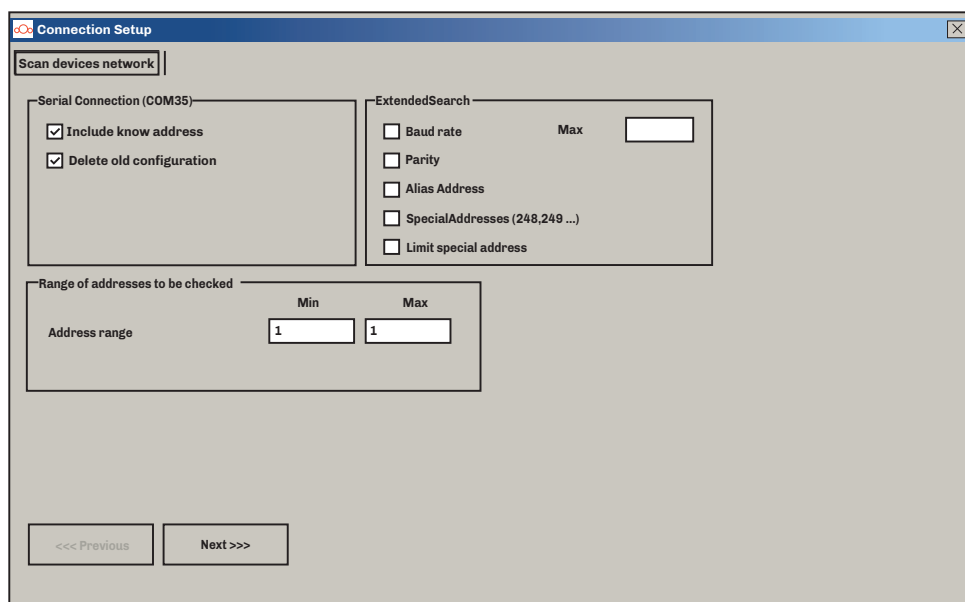 Connection Setup
Scan devices network
Serial Connection (COM35)
Include know address
Delete old configuration
ExtendedSearch
Baud rate
Max
Parity
Alias Address
SpecialAddresses (248,249 ...)
Limit special address
Range of addresses to be checked
Min
Max
Address range
1
1
<<< Previous
Next >>>